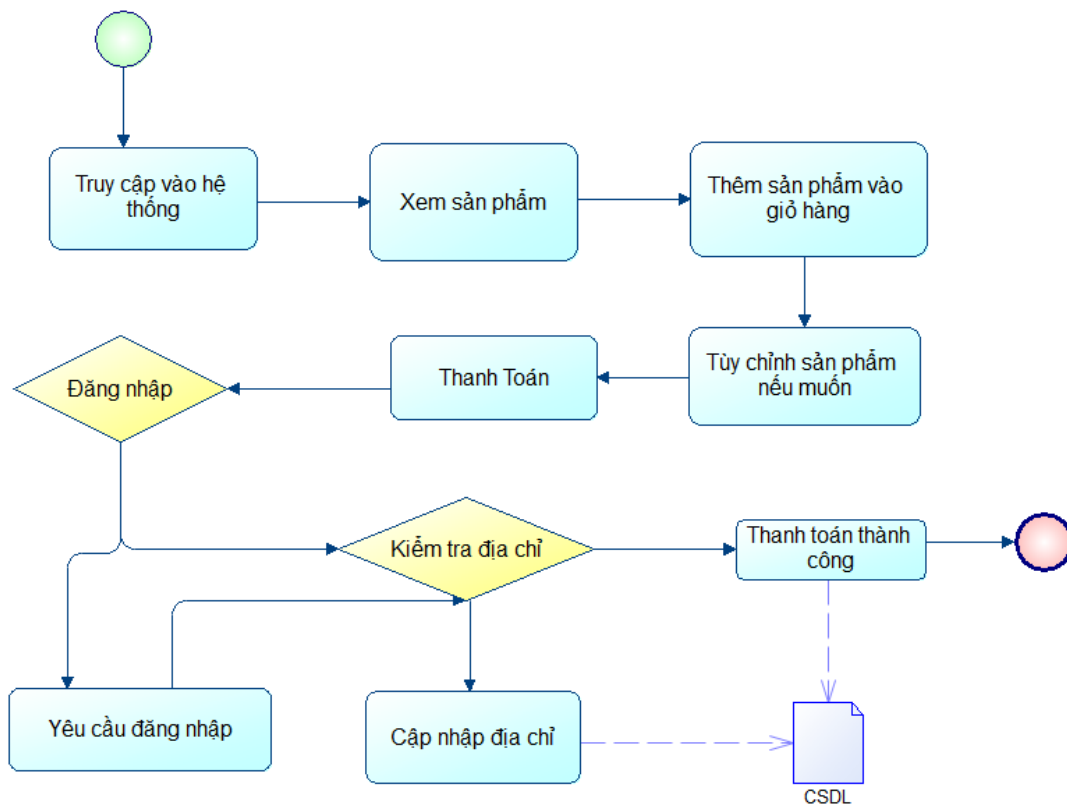 Truy cập vào hệ
thống
Xem sản phẩm
Thêm sản phẩm vào
giỏ hàng
Đăng nhập
Thanh Toán
Tùy chỉnh sản phẩm
nếu muốn
Kiểm tra địa chỉ
Thanh toán thành
công
Yêu cầu đăng nhập
Cập nhập địa chỉ
CSDL